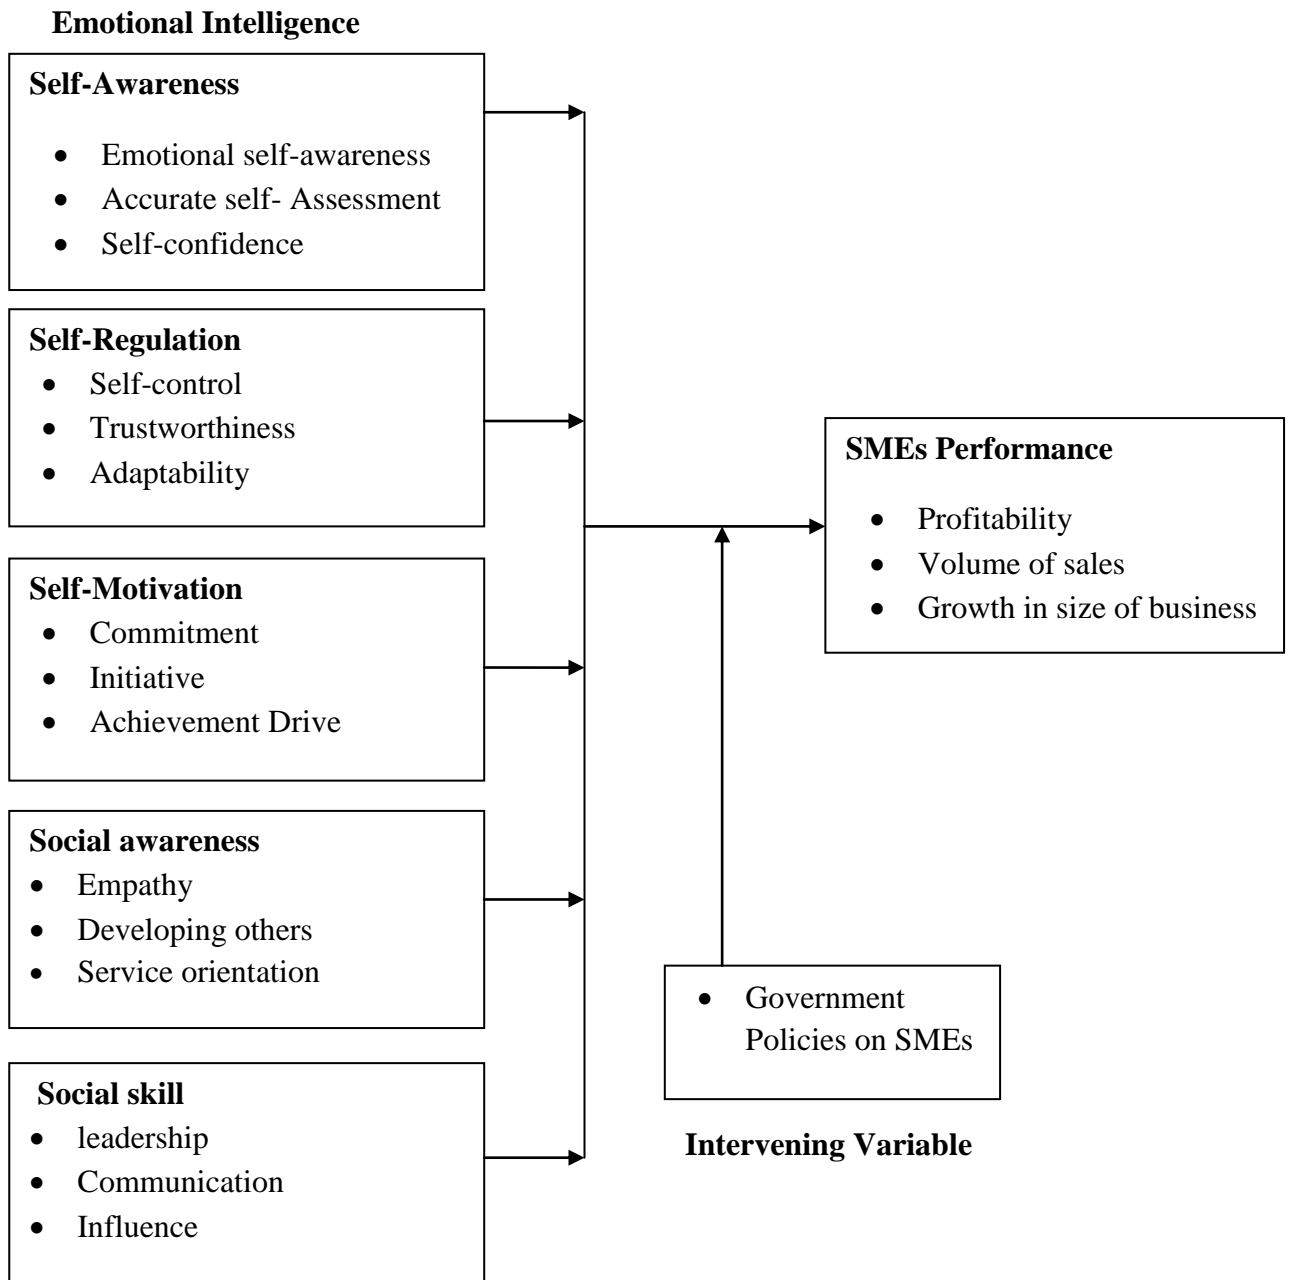 Emotional Intelligence
Self-Awareness
• Emotional self-awareness
• Accurate self- Assessment
• Self-confidence
Self-Regulation
• Self-control
• Trustworthiness
• Adaptability
Self-Motivation
• Commitment
• Initiative
• Achievement Drive
Social awareness
• Empathy
• Developing others
• Service orientation
Social skill
• leadership
• Communication
• Influence
SMEs Performance
• Profitability
• Volume of sales
• Growth in size of business
• Government
Policies on SMEs
Intervening Variable